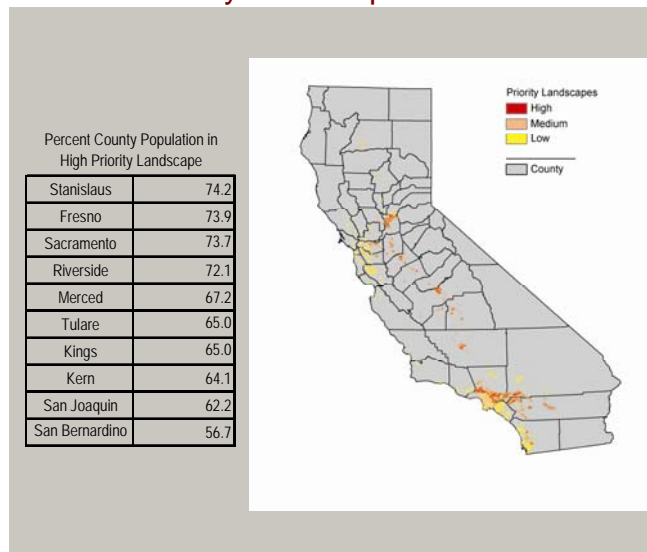 Percent County Population in
High Priority Landscape
Stanislaus 74.2
Fresno 73.9
Sacramento 73.7
Riverside 72.1
Merced 67.2
Tulare 65.0
Kings 65.0
Kern 64.1
San Joaquin 62.2
San Bernardino 56.7
Priority Landscapes
High
Medium
Low
County